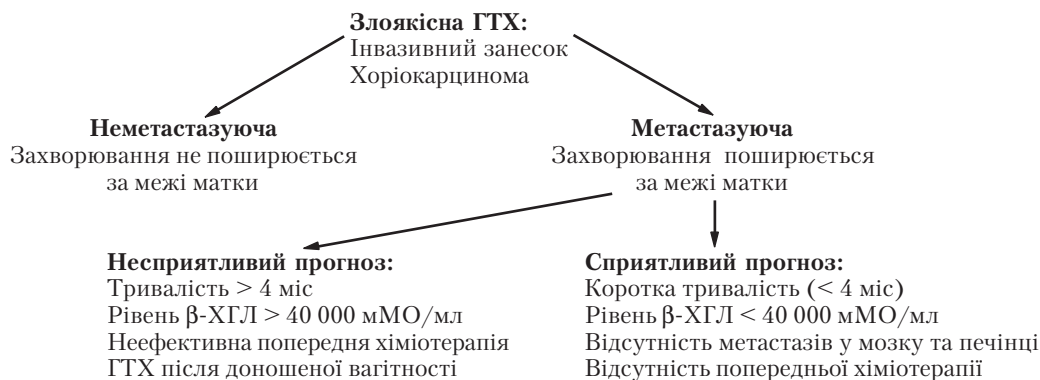 Злоякісна ГТХ:
Інвазивний занесок
Хоріокарцинома
Неметастазуюча
Захворювання не поширюється
за межі матки
Метастазуюча
Захворювання поширюється
за межі матки
Несприятливий прогноз:
Тривалість > 4 міс
Рівень β-ХГЛ > 40 000 мМО/мл
Неефективна попередня хіміотерапія
ГТХ після доношеної вагітності
Сприятливий прогноз:
Коротка тривалість (< 4 міс)
Рівень β-ХГЛ < 40 000 мМО/мл
Відсутність метастазів у мозку та печінці
Відсутність попередньої хіміотерапії